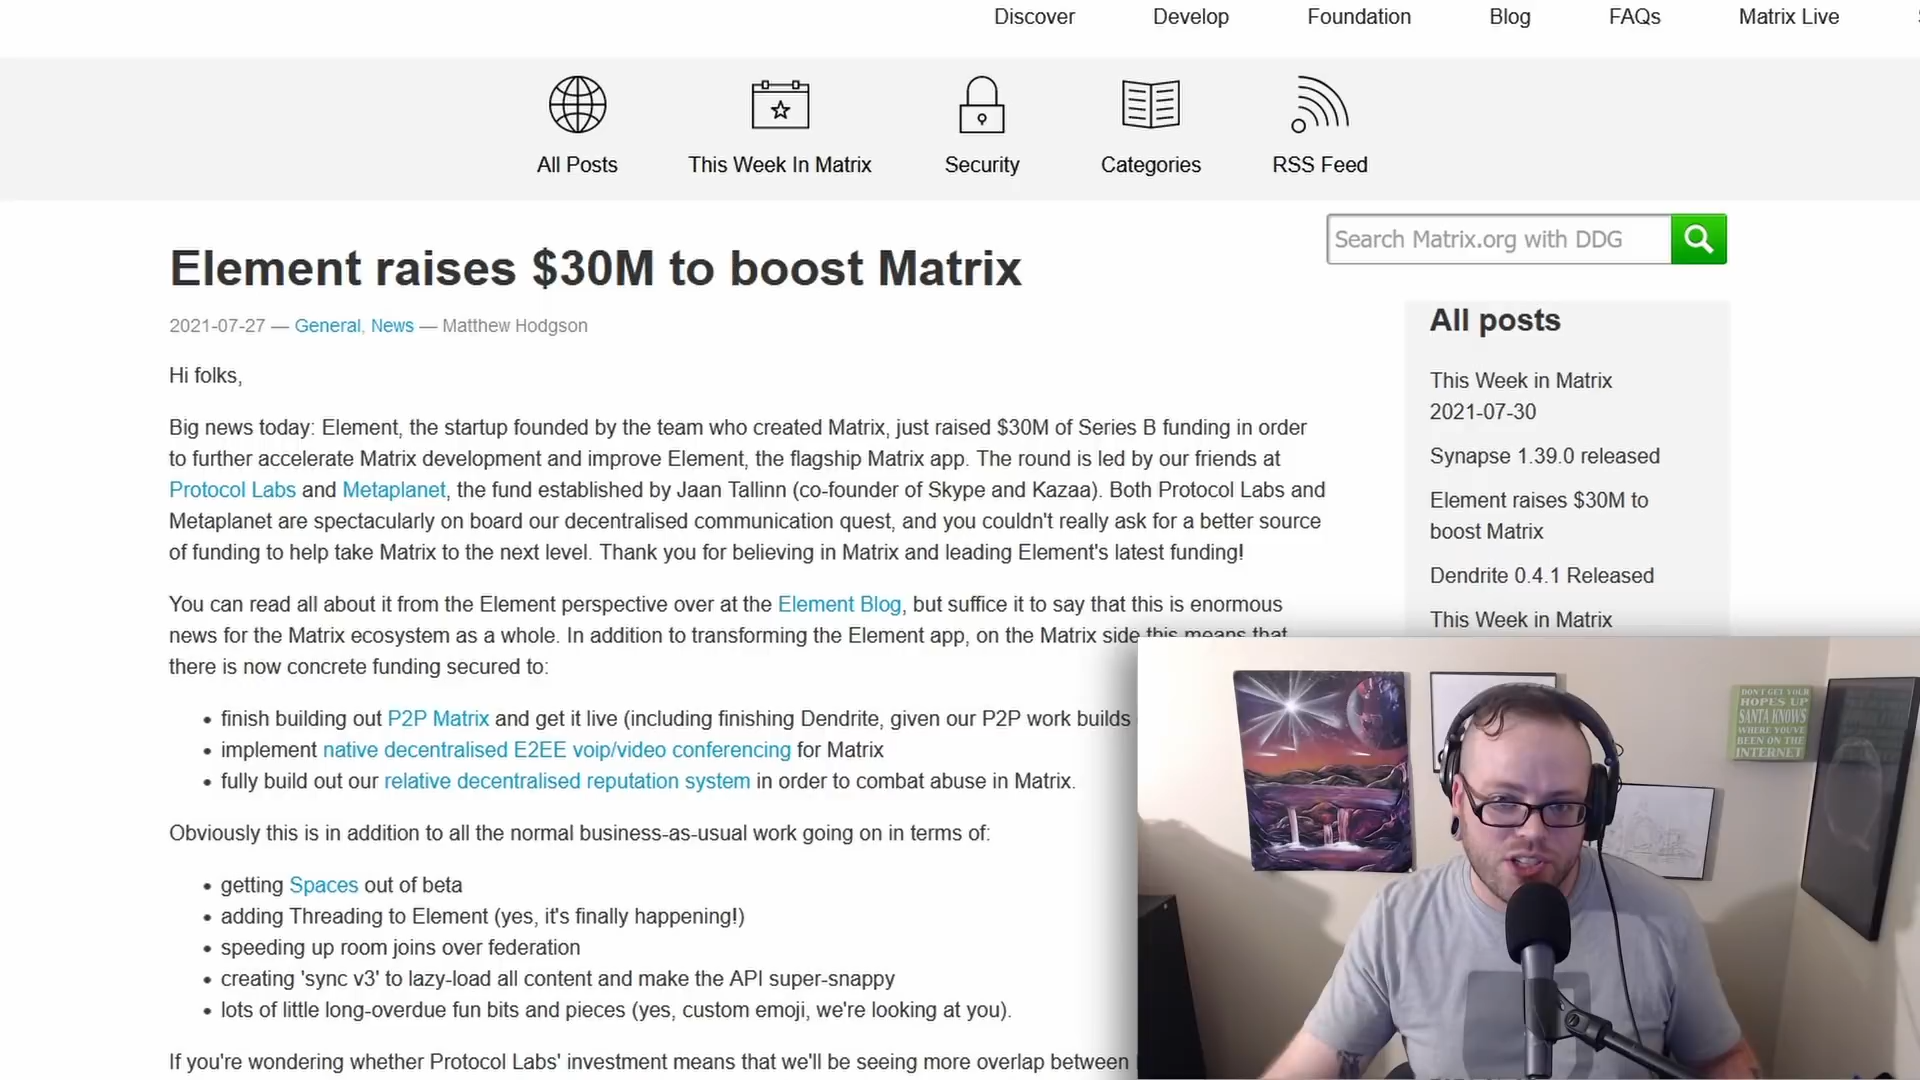 Discover Develop Foundation Blog FAQs Matrix Live
All Posts This Week In Matrix Security Categories RSS Feed
Search Matrix.org with DDG
Element raises $30M to boost Matrix
2021-07-27 — General, News — Matthew Hodgson
Hi folks,
Big news today: Element, the startup founded by the team who created Matrix, just raised $30M of Series B funding in order
to further accelerate Matrix development and improve Element, the flagship Matrix app. The round is led by our friends at
Protocol Labs and Metaplanet, the fund established by Jaan Tallinn (co-founder of Skype and Kazaa). Both Protocol Labs and
Metaplanet are spectacularly on board our decentralised communication quest, and you couldn't really ask for a better source
of funding to help take Matrix to the next level. Thank you for believing in Matrix and leading Element's latest funding!
You can read all about it from the Element perspective over at the Element Blog, but suffice it to say that this is enormous
news for the Matrix ecosystem as a whole. In addition to transforming the Element app, on the Matrix side this means that
there is now concrete funding secured to:
• finish building out P2P Matrix and get it live (including finishing Dendrite, given our P2P work builds
• implement native decentralised E2EE voip/video conferencing for Matrix
• fully build out our relative decentralised reputation system in order to combat abuse in Matrix.
Obviously this is in addition to all the normal business-as-usual work going on in terms of:
• getting Spaces out of beta
• adding Threading to Element (yes, it's finally happening!)
• speeding up room joins over federation
• creating 'sync v3' to lazy-load all content and make the API super-snappy
• lots of little long-overdue fun bits and pieces (yes, custom emoji, we're looking at you).
If you're wondering whether Protocol Labs' investment means that we'll be seeing more overlap between
All posts
This Week in Matrix
2021-07-30
Synapse 1.39.0 released
Element raises $30M to
boost Matrix
Dendrite 0.4.1 Released
This Week in Matrix
DON'T GET YOUR
HOPES UP
SANTA KNOWS
WHERE YOU'VE
BEEN ON THE
INTERNET